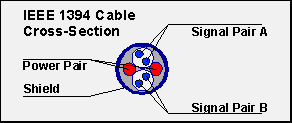 IEEE 1394 Cable
Cross-Section
Signal Pair A
Power Pair
Shield
Signal Pair B